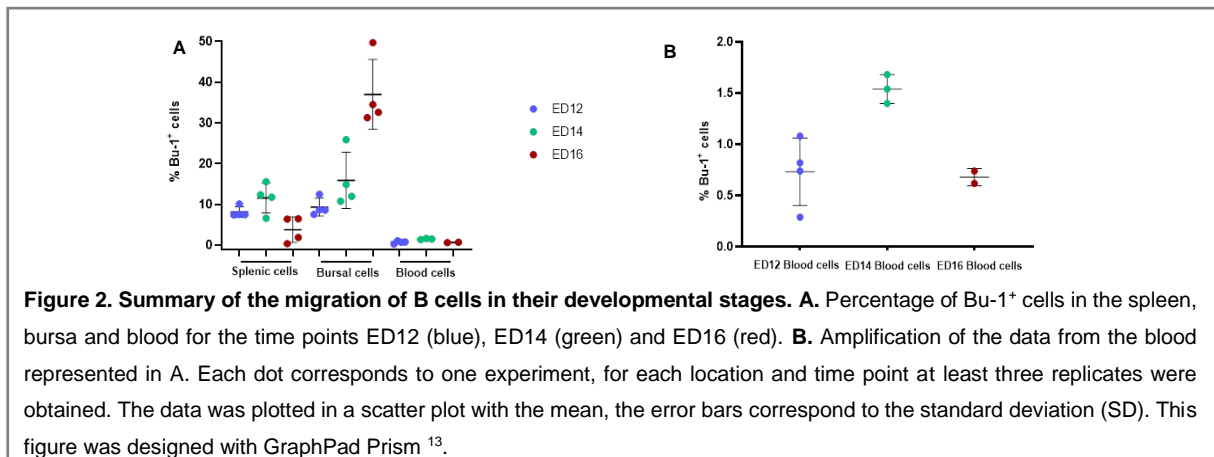 A
B
50
40
30
20
10
0
% Bu-1⁺ cells
Splenic cells
Bursal cells
Blood cells
ED12
ED14
ED16
2.0
1.5
1.0
0.5
0.0
% Bu-1⁺ cells
ED12 Blood cells
ED14 Blood cells
ED16 Blood cells
Figure 2. Summary of the migration of B cells in their developmental stages. A. Percentage of Bu-1⁺ cells in the spleen,
bursa and blood for the time points ED12 (blue), ED14 (green) and ED16 (red). B. Amplification of the data from the blood
represented in A. Each dot corresponds to one experiment, for each location and time point at least three replicates were
obtained. The data was plotted in a scatter plot with the mean, the error bars correspond to the standard deviation (SD). This
figure was designed with GraphPad Prism ¹³.